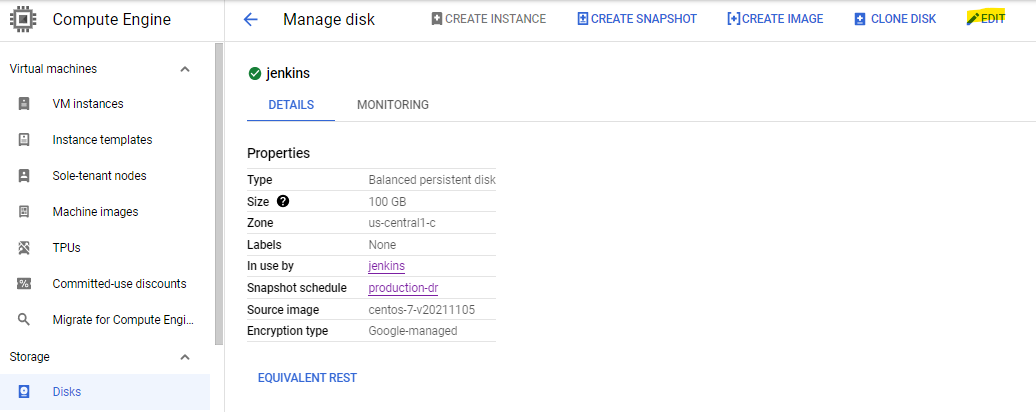 Compute Engine
Manage disk
CREATE INSTANCE
CREATE SNAPSHOT
CREATE IMAGE
CLONE DISK
EDIT
Virtual machines
VM instances
Instance templates
Sole-tenant nodes
Machine images
TPUs
Committed-use discounts
Migrate for Compute Engi...
Storage
Disks
jenkins
DETAILS
MONITORING
Properties
Type Balanced persistent disk
Size ? 100 GB
Zone us-central1-c
Labels None
In use by jenkins
Snapshot schedule production-dr
Source image centos-7-v20211105
Encryption type Google-managed
EQUIVALENT REST